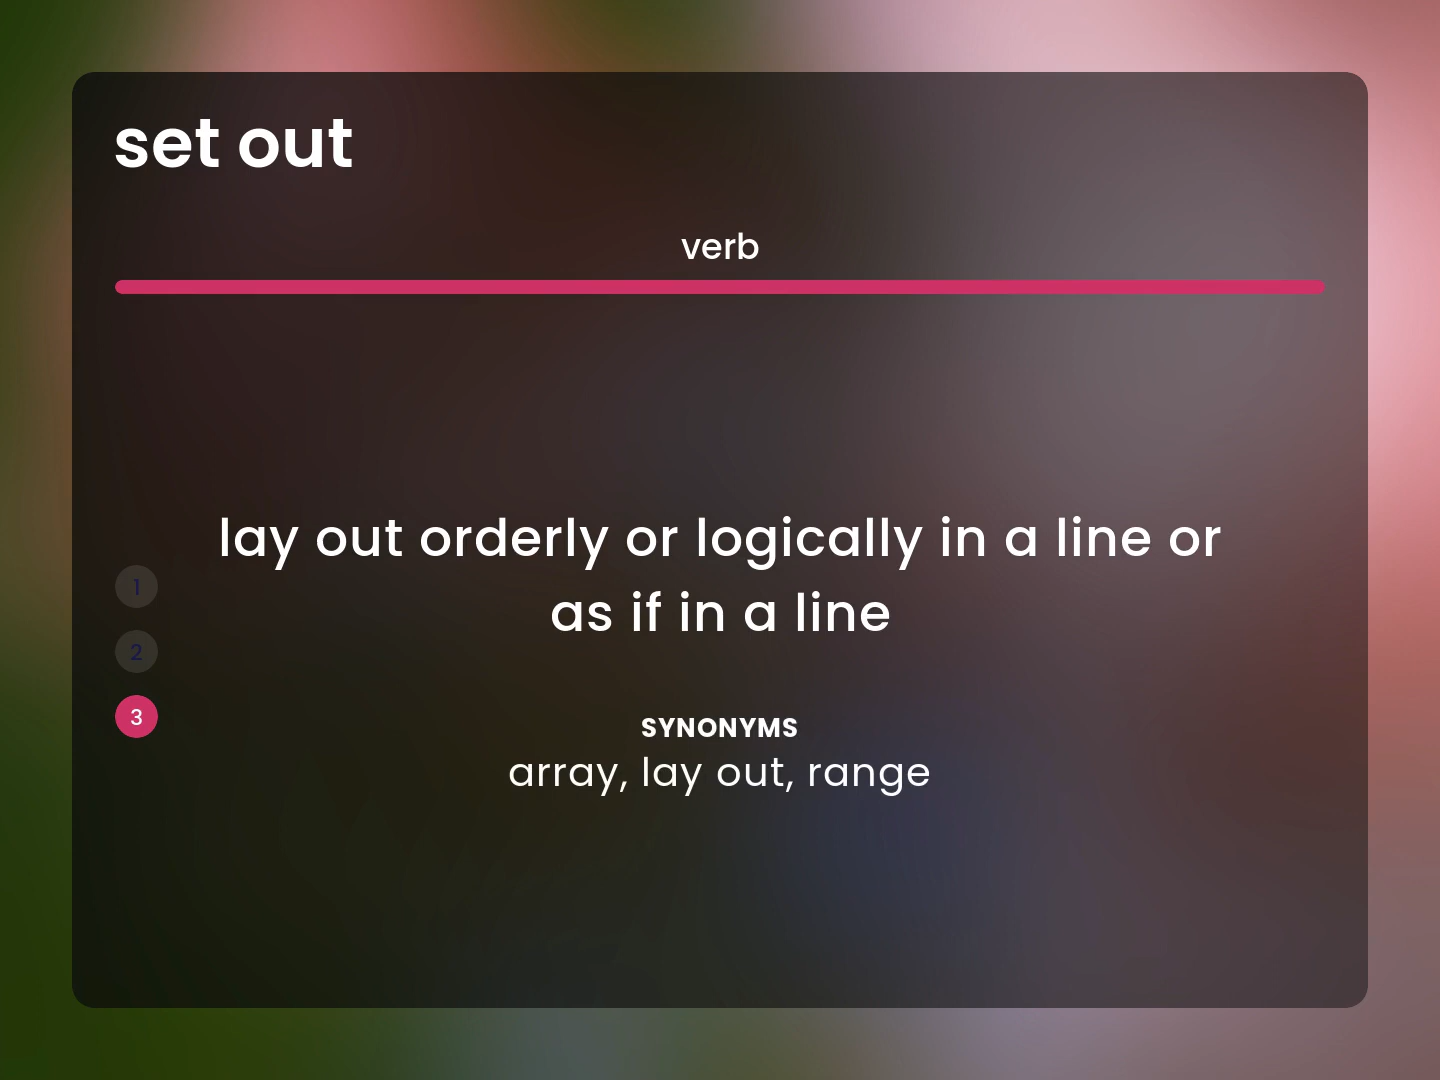 set out
verb
lay out orderly or logically in a line or
as if in a line
1
2
3
SYNONYMS
array, lay out, range